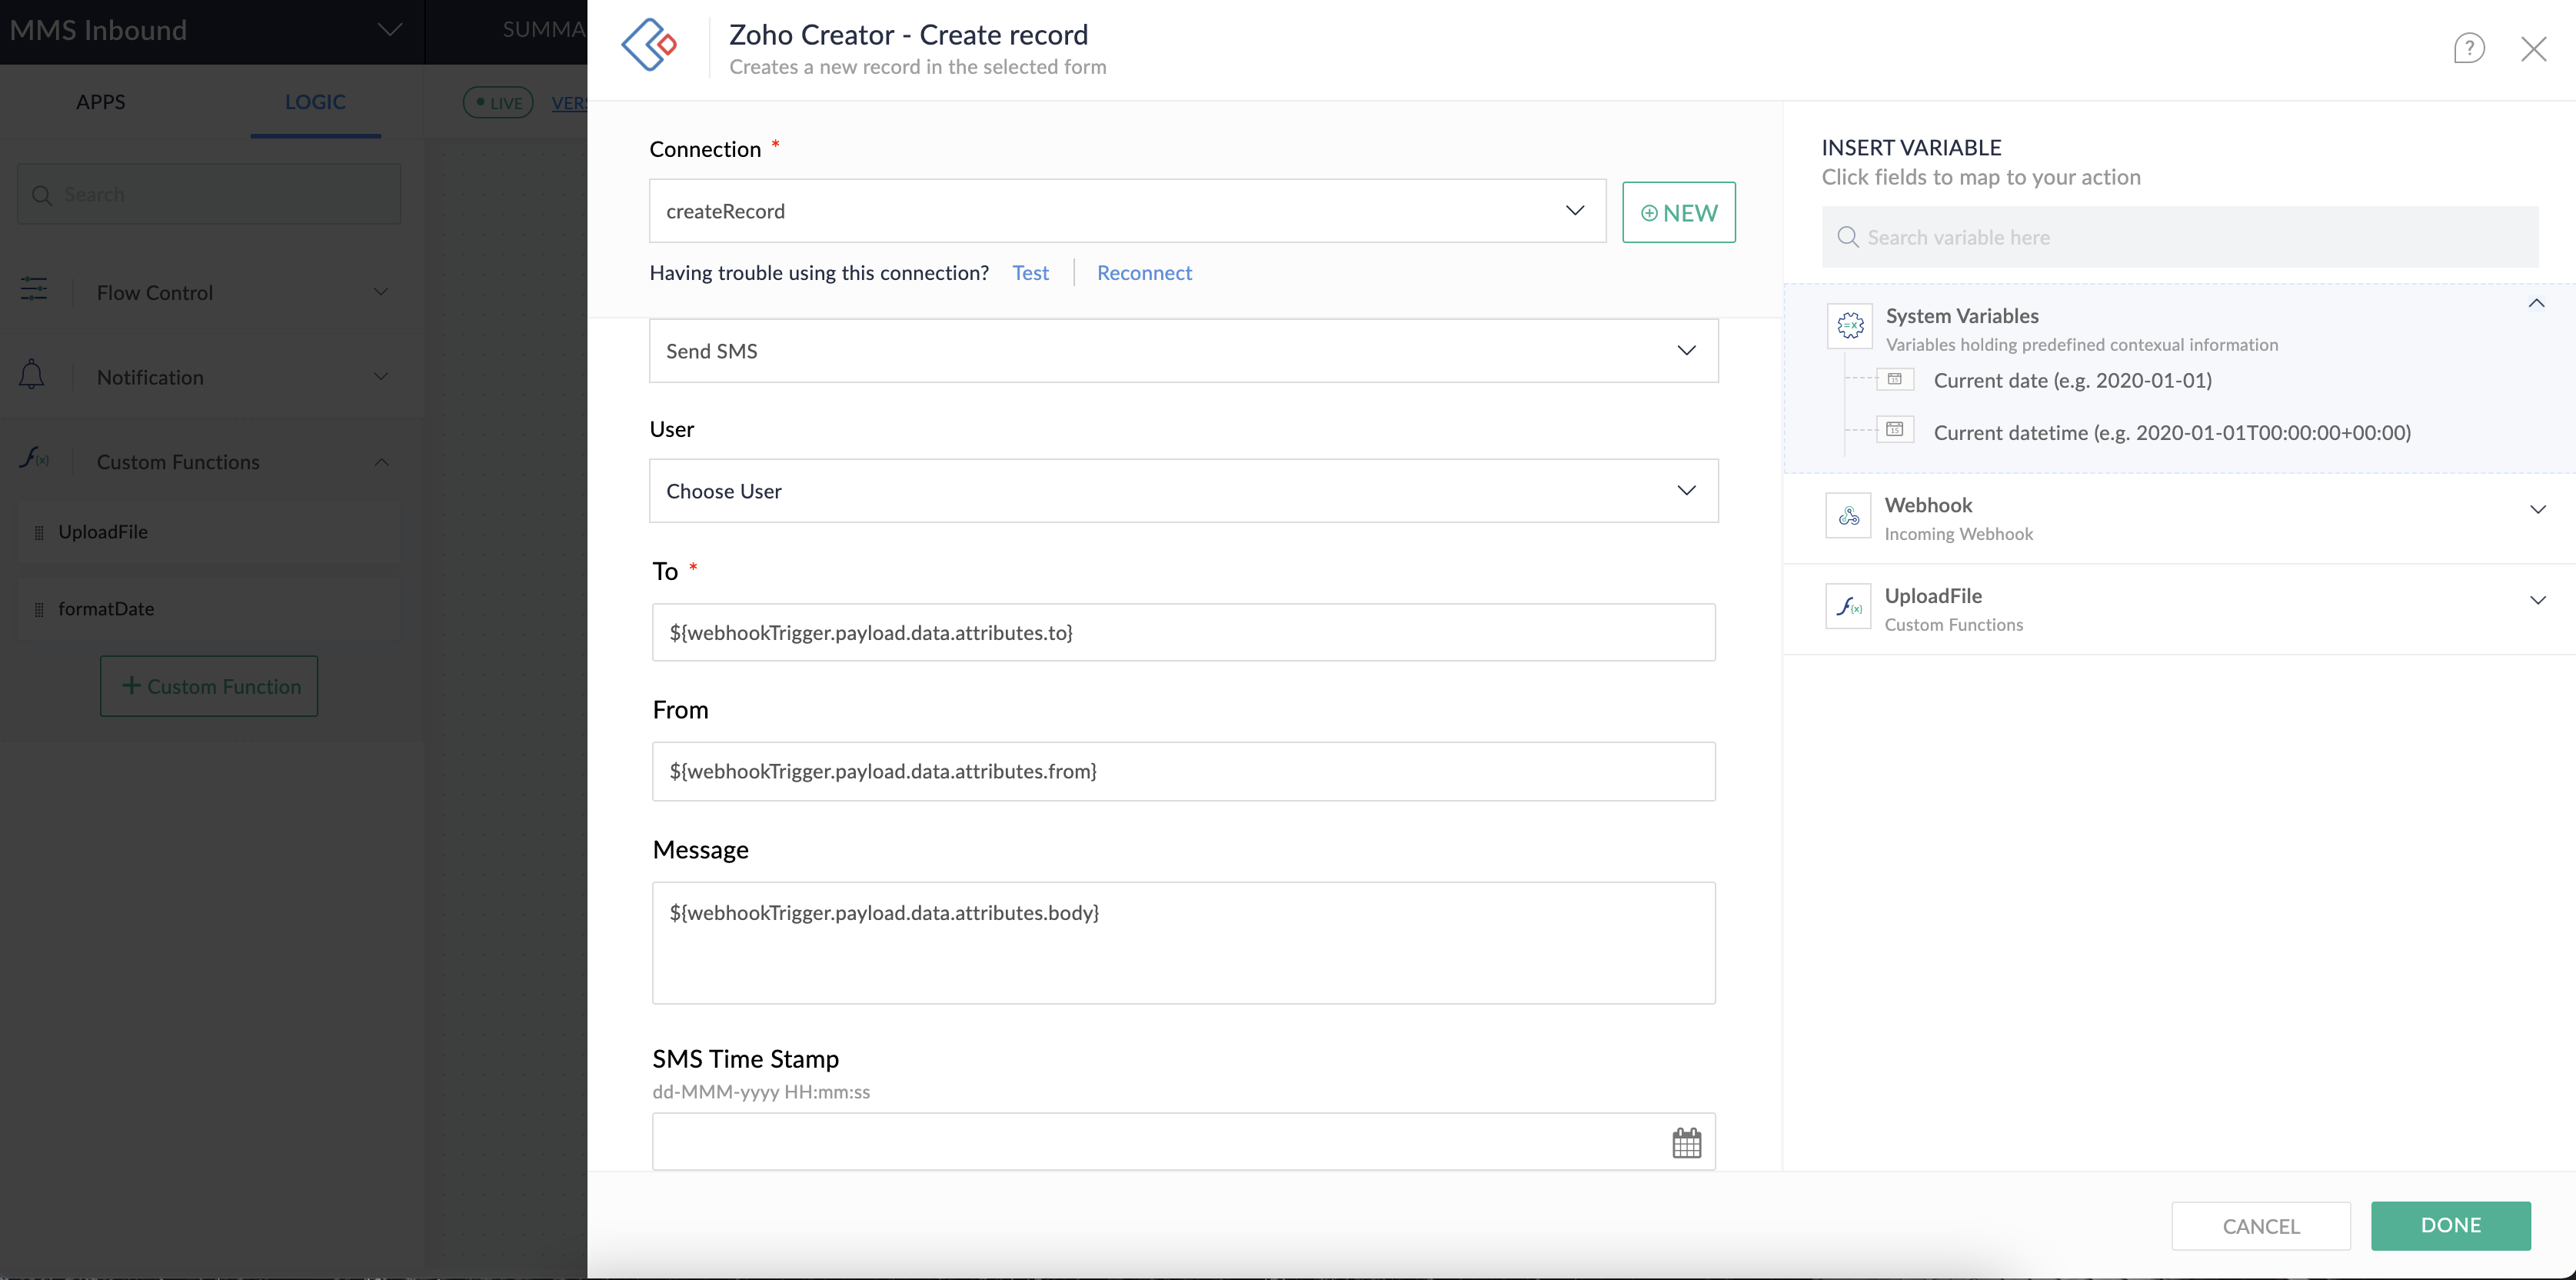 MMS Inbound
SUMMA
APPS
LOGIC
LIVE
VERS
Search
Flow Control
Notification
Custom Functions
UploadFile
formatDate
+ Custom Function
Zoho Creator - Create record
Creates a new record in the selected form
Connection *
createRecord
NEW
Having trouble using this connection? Test Reconnect
Send SMS
User
Choose User
To *
${webhookTrigger.payload.data.attributes.to}
From
${webhookTrigger.payload.data.attributes.from}
Message
${webhookTrigger.payload.data.attributes.body}
SMS Time Stamp
dd-MMM-yyyy HH:mm:ss
INSERT VARIABLE
Click fields to map to your action
Search variable here
System Variables
Variables holding predefined contexual information
Current date (e.g. 2020-01-01)
Current datetime (e.g. 2020-01-01T00:00:00+00:00)
Webhook
Incoming Webhook
UploadFile
Custom Functions
CANCEL
DONE